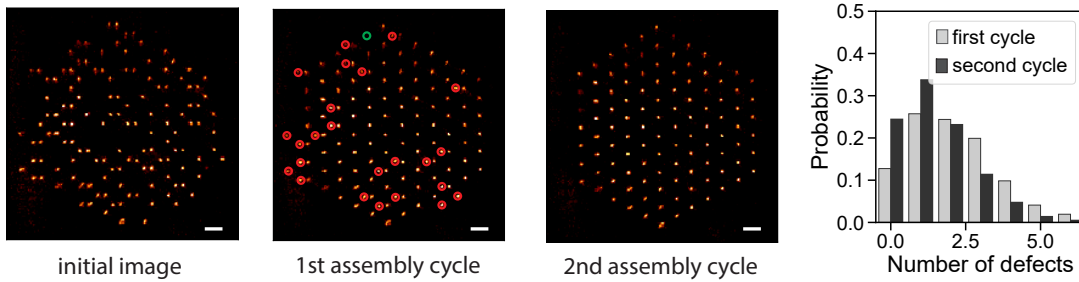 initial image
1st assembly cycle
2nd assembly cycle
Probability
0.5
0.4
0.3
0.2
0.1
0.0
first cycle
second cycle
0.0 2.5 5.0
Number of defects